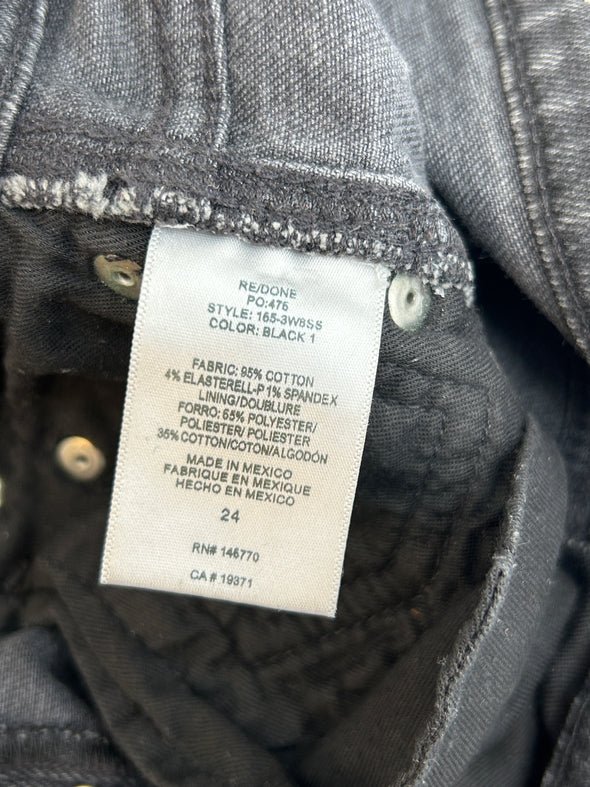 RE/DONE
PO:475
STYLE: 165-3W8SS
COLOR: BLACK 1
FABRIC: 95% COTTON
4% ELASTERELL-P 1% SPANDEX
LINING/DOUBLURE
FORRO: 65% POLYESTER/
POLIESTER/ POLIESTER
35% COTTON/COTON/ALGODÓN
MADE IN MEXICO
FABRIQUE EN MEXIQUE
HECHO EN MEXICO
24
RN# 146770
CA # 19371